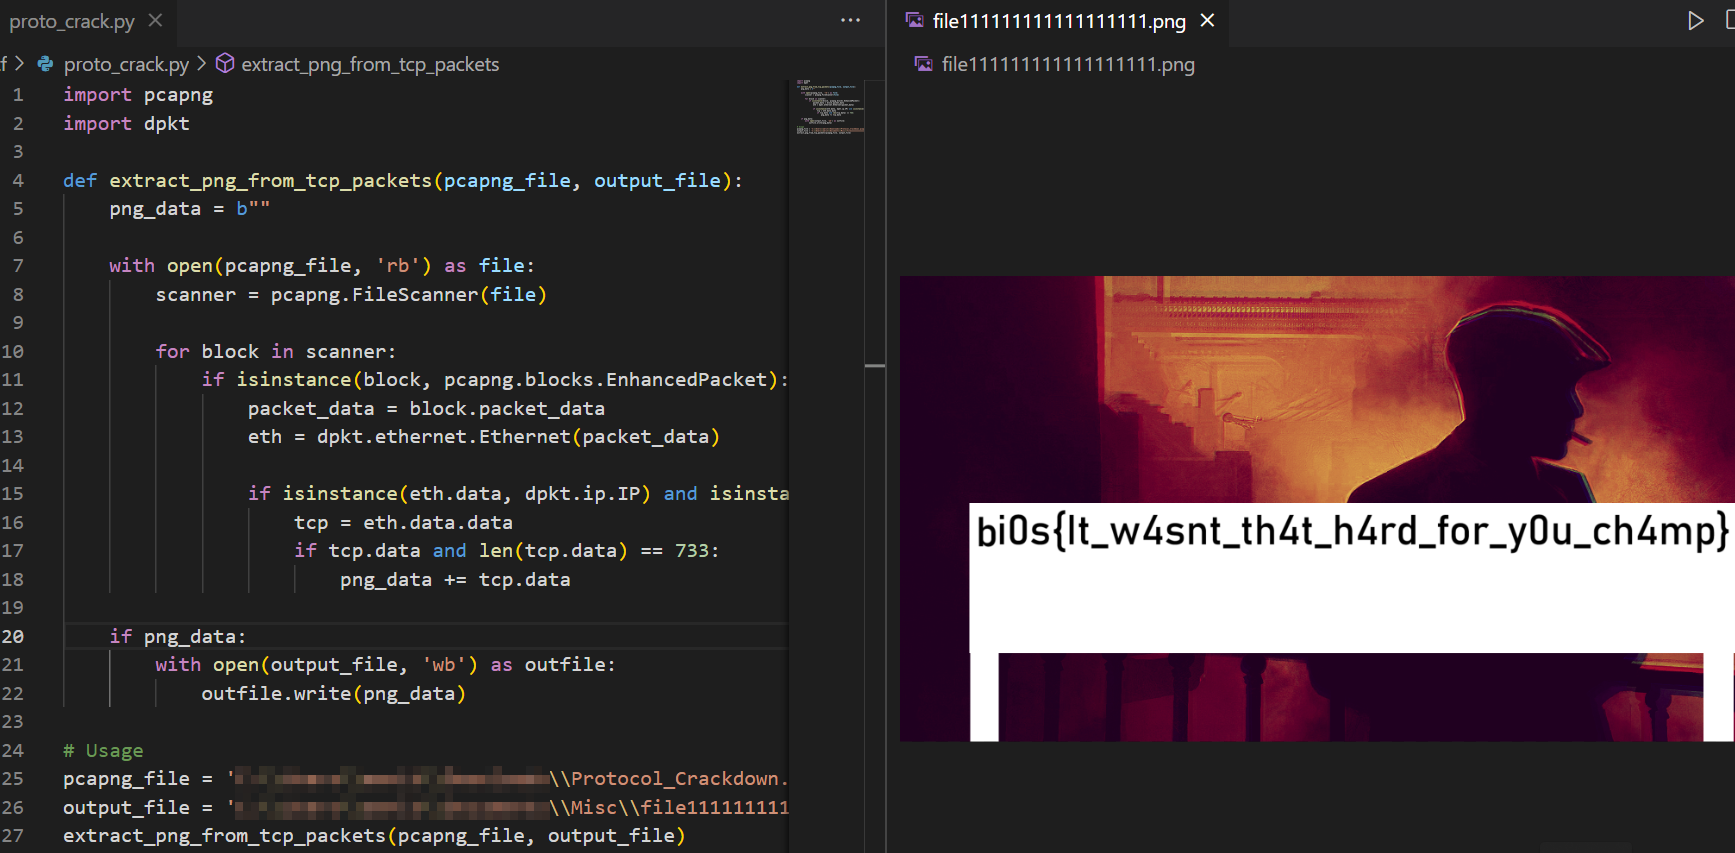 proto_crack.py
file111111111111111111.png
f > proto_crack.py > extract_png_from_tcp_packets
file111111111111111111.png
1 import pcapng
2 import dpkt
3
4 def extract_png_from_tcp_packets(pcapng_file, output_file):
5 png_data = b""
6
7 with open(pcapng_file, 'rb') as file:
8 scanner = pcapng.FileScanner(file)
9
10 for block in scanner:
11 if isinstance(block, pcapng.blocks.EnhancedPacket):
12 packet_data = block.packet_data
13 eth = dpkt.ethernet.Ethernet(packet_data)
14
15 if isinstance(eth.data, dpkt.ip.IP) and isinsta
16 tcp = eth.data.data
17 if tcp.data and len(tcp.data) == 733:
18 png_data += tcp.data
19
20 if png_data:
21 with open(output_file, 'wb') as outfile:
22 outfile.write(png_data)
23
24 # Usage
25 pcapng_file = ' \\Protocol_Crackdown.
26 output_file = ' \\Misc\\file111111111
27 extract_png_from_tcp_packets(pcapng_file, output_file)
bi0s{It_w4snt_th4t_h4rd_for_y0u_ch4mp}